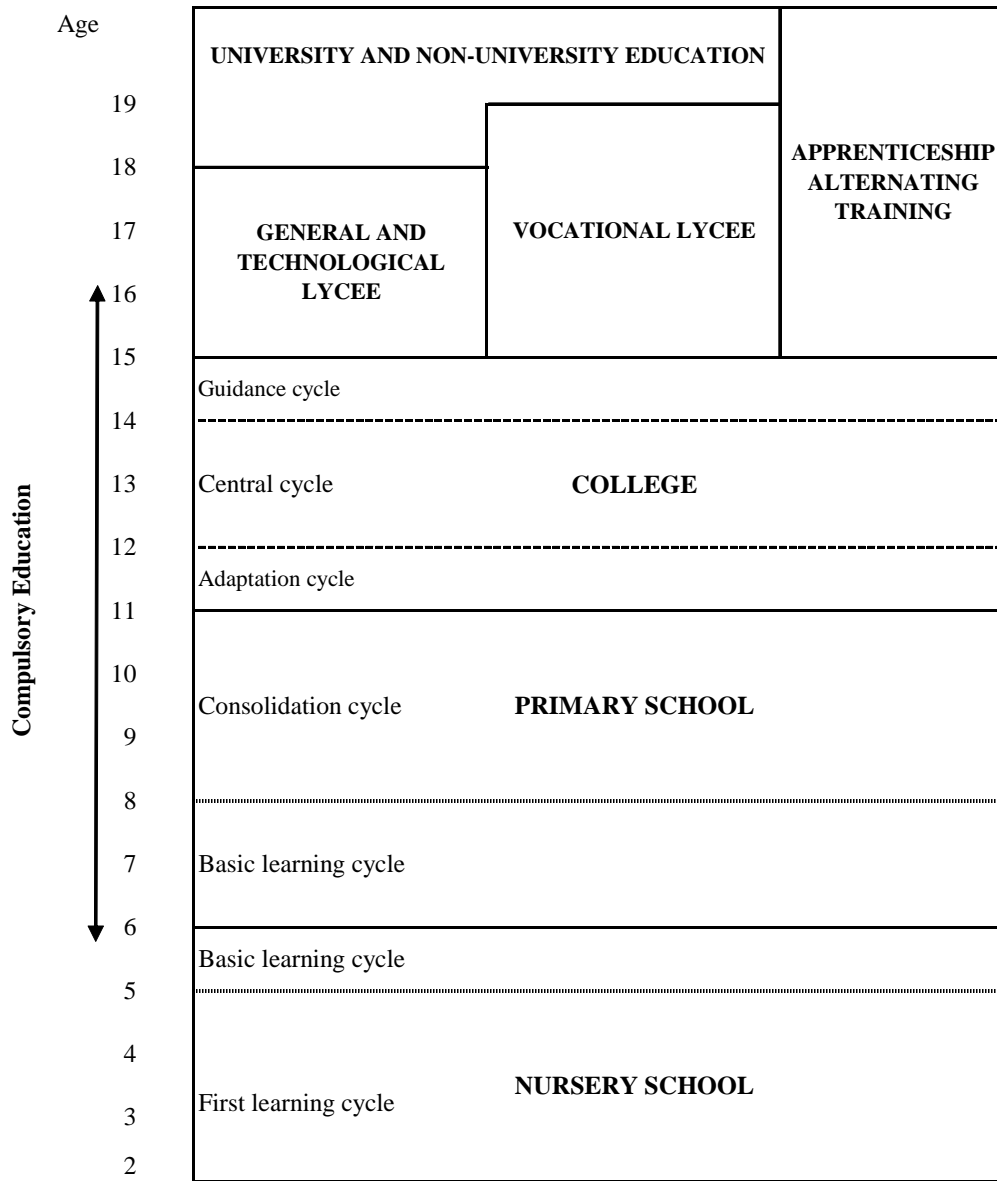 Age
UNIVERSITY AND NON-UNIVERSITY EDUCATION
19
APPRENTICESHIP
ALTERNATING
TRAINING
18
17
GENERAL AND
TECHNOLOGICAL
LYCEE
VOCATIONAL LYCEE
16
15
Guidance cycle
14
13
Central cycle
COLLEGE
12
Adaptation cycle
11
Compulsory Education
10
Consolidation cycle
PRIMARY SCHOOL
9
8
7
Basic learning cycle
6
Basic learning cycle
5
4
NURSERY SCHOOL
First learning cycle
3
2